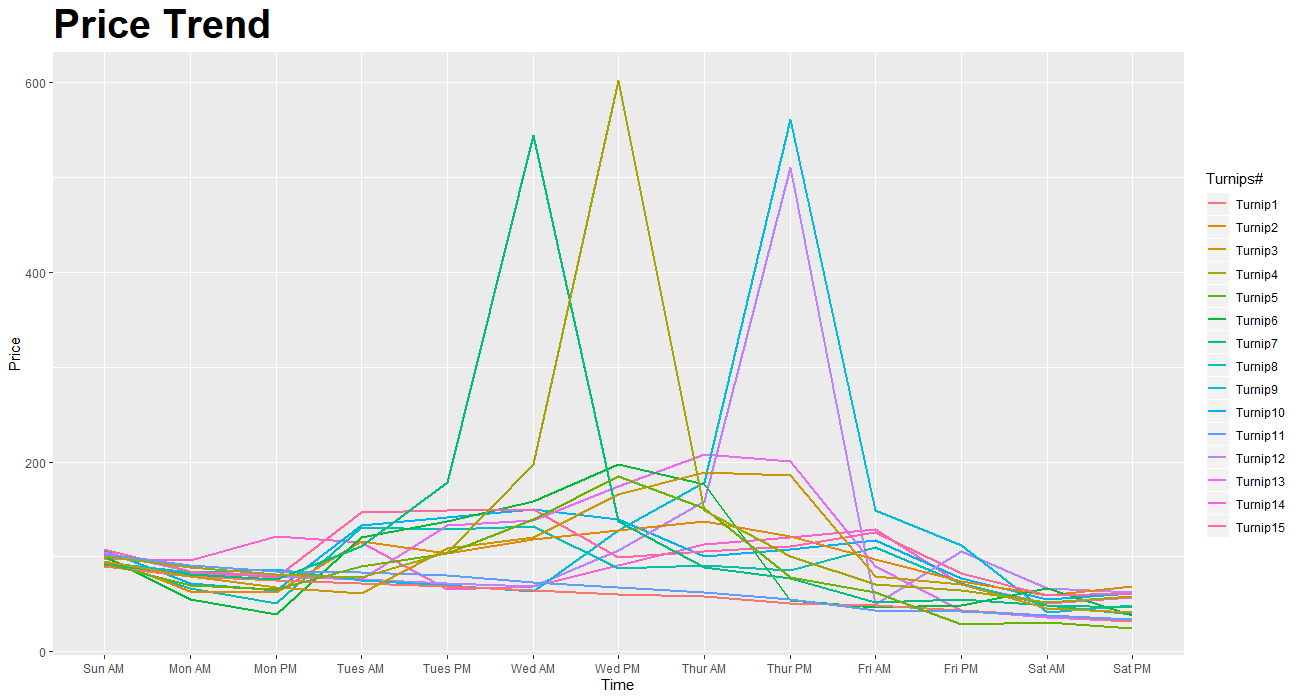 Price Trend
Price
600
400
200
0
Sun AM
Mon AM
Mon PM
Tues AM
Tues PM
Wed AM
Wed PM
Thur AM
Thur PM
Fri AM
Fri PM
Sat AM
Sat PM
Time
Turnips#
Turnip1
Turnip2
Turnip3
Turnip4
Turnip5
Turnip6
Turnip7
Turnip8
Turnip9
Turnip10
Turnip11
Turnip12
Turnip13
Turnip14
Turnip15